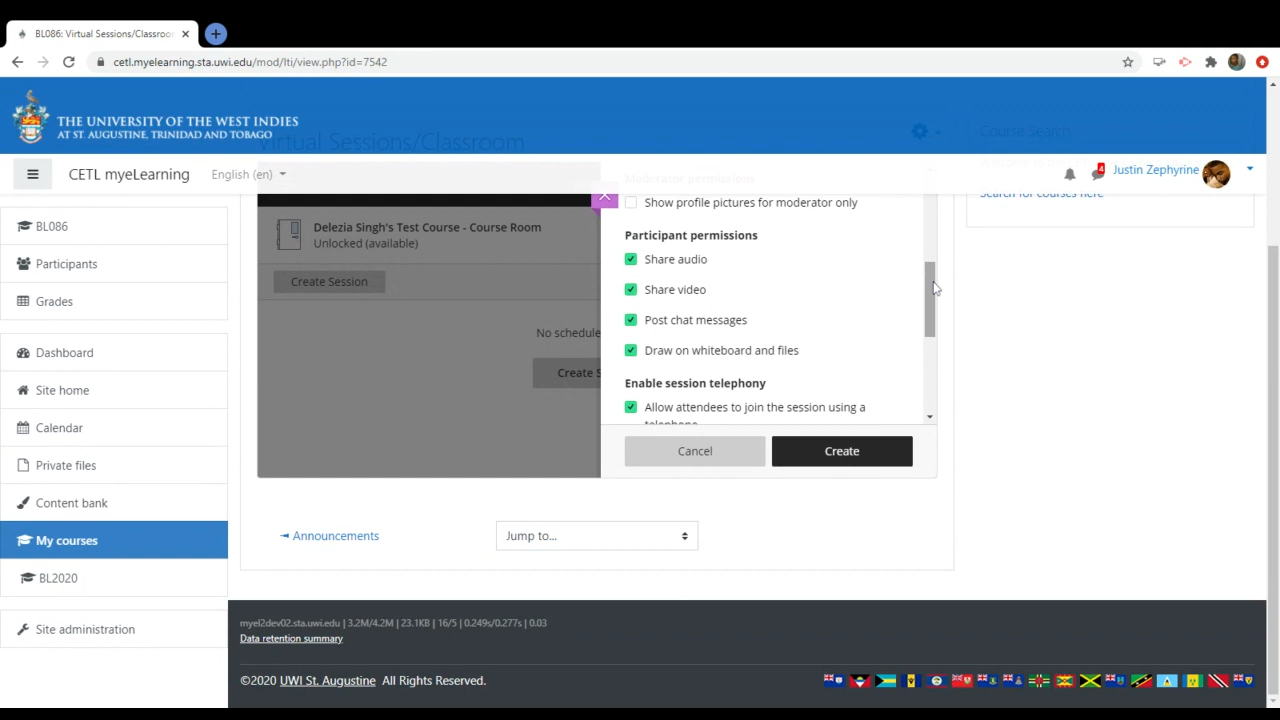 BL086: Virtual Sessions/Classroom
cetl.myelearning.sta.uwi.edu/mod/lti/view.php?id=7542
THE UNIVERSITY OF THE WEST INDIES
AT ST. AUGUSTINE, TRINIDAD AND TOBAGO
Virtual Sessions/Classroom
Course Search
CETL myeLearning
English (en)
4
Justin Zephyrine
Search for courses here
BL086
Participants
Grades
Dashboard
Site home
Calendar
Private files
Content bank
My courses
BL2020
Site administration
Delezia Singh's Test Course - Course Room
Unlocked (available)
Create Session
No schedule
Create S
Moderator permissions
Show profile pictures for moderator only
Participant permissions
Share audio
Share video
Post chat messages
Draw on whiteboard and files
Enable session telephony
Allow attendees to join the session using a
telephone
Cancel
Create
Announcements
Jump to...
myel2dev02.sta.uwi.edu | 3.2M/4.2M | 23.1KB | 16/5 | 0.249s/0.277s | 0.03
Data retention summary
©2020 UWI St. Augustine All Rights Reserved.